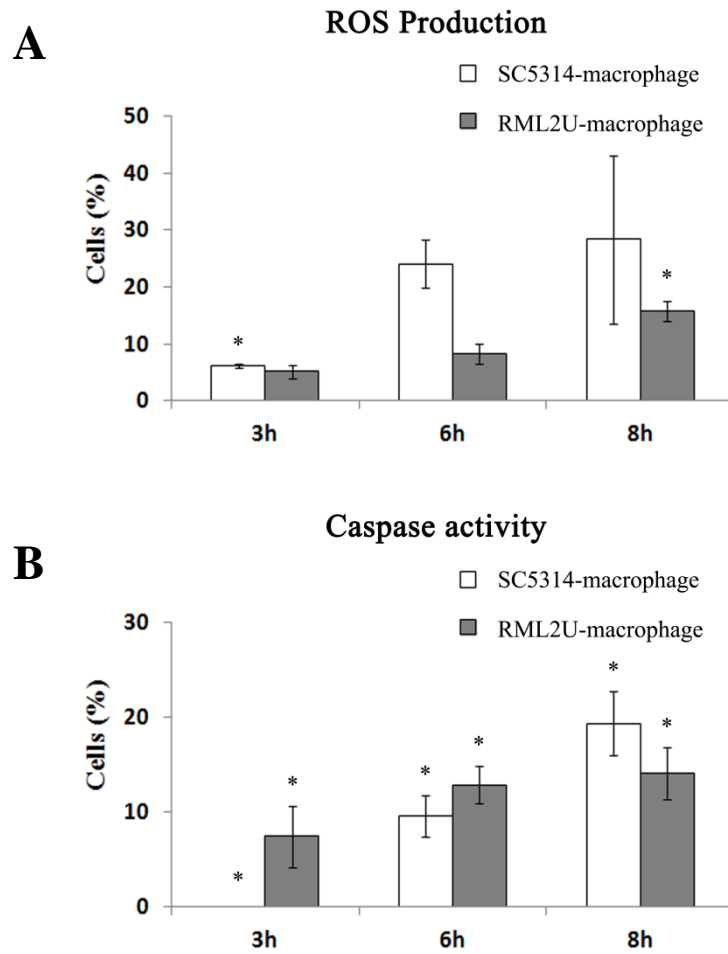 A
ROS Production
SC5314-macrophage
RML2U-macrophage
Cells (%)
50
40
30
20
10
0
*
*
3h
6h
8h
B
Caspase activity
SC5314-macrophage
RML2U-macrophage
Cells (%)
30
20
10
0
*
*
*
*
*
*
3h
6h
8h